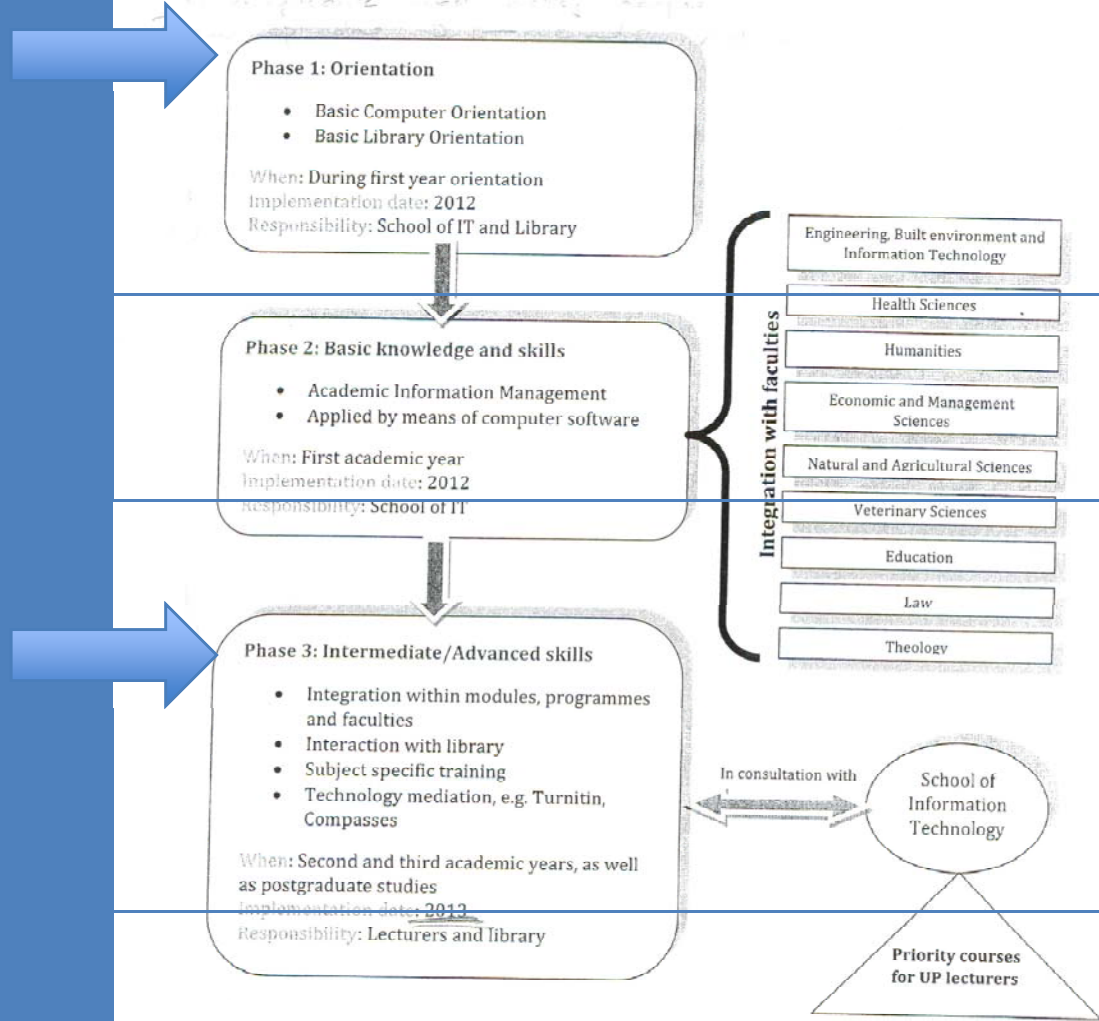 Phase 1: Orientation
• Basic Computer Orientation
• Basic Library Orientation
When: During first year orientation
Implementation date: 2012
Responsibility: School of IT and Library
Phase 2: Basic knowledge and skills
• Academic Information Management
• Applied by means of computer software
When: First academic year
Implementation date: 2012
Responsibility: School of IT
Integration with faculties
Engineering, Built environment and
Information Technology
Health Sciences
Humanities
Economic and Management
Sciences
Natural and Agricultural Sciences
Veterinary Sciences
Education
Law
Theology
Phase 3: Intermediate/Advanced skills
• Integration within modules, programmes
and faculties
• Interaction with library
• Subject specific training
• Technology mediation, e.g. Turnitin,
Compasses
When: Second and third academic years, as well
as postgraduate studies
Implementation date: 2013
Responsibility: Lecturers and library
In consultation with
School of
Information
Technology
Priority courses
for UP lecturers